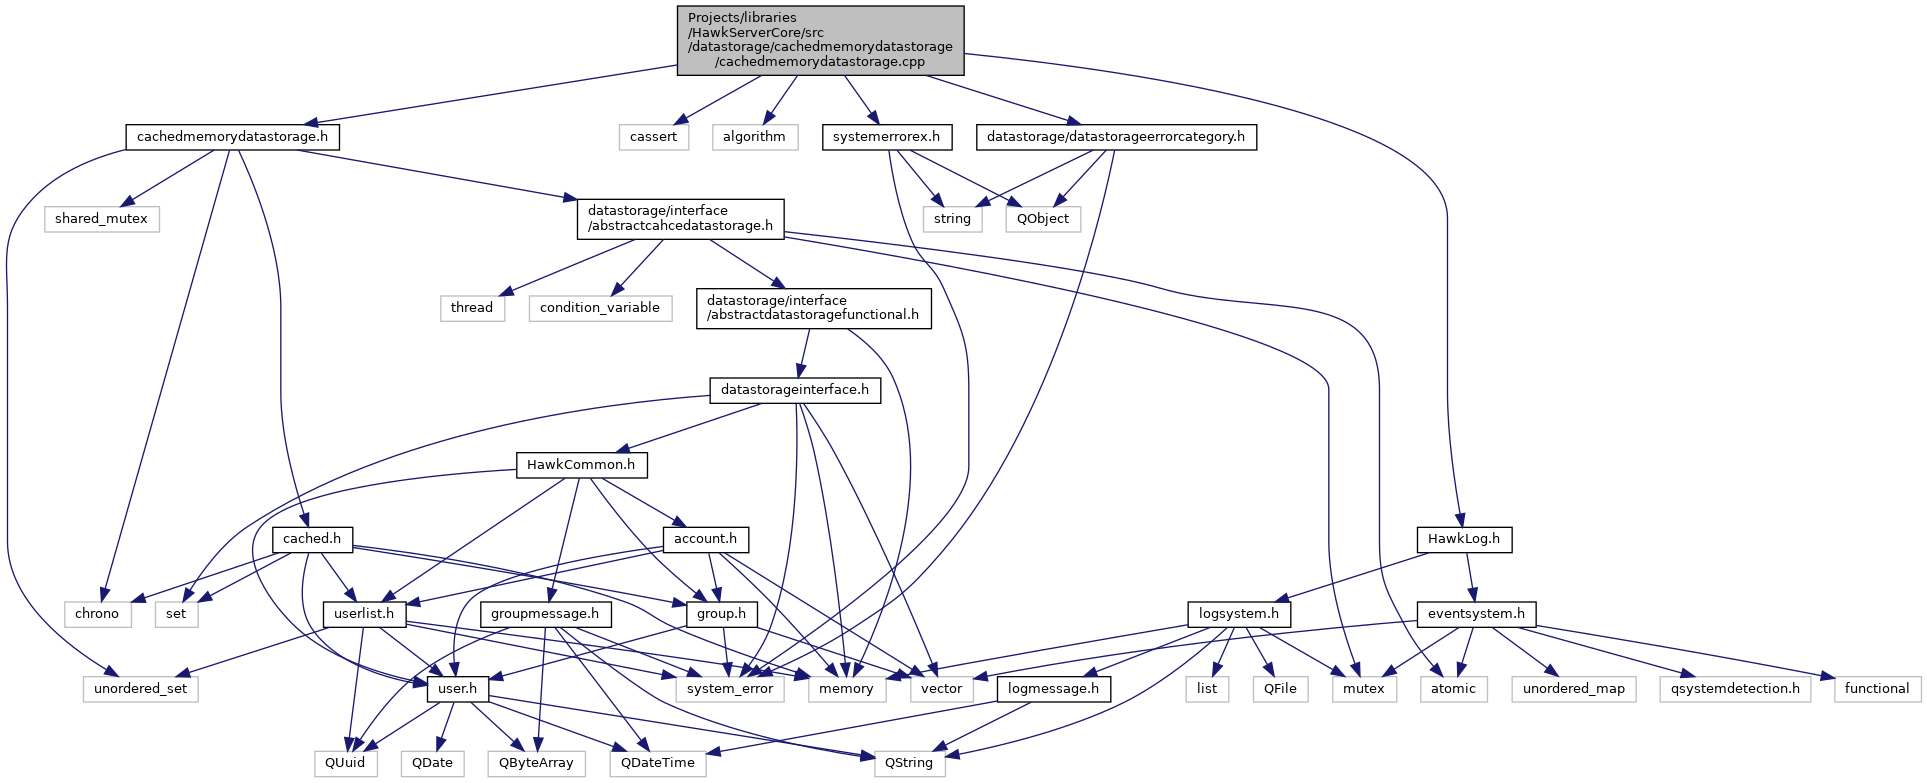 Projects/libraries
/HawkServerCore/src
/datastorage/cachedmemorydatastorage
/cachedmemorydatastorage.cpp
cachedmemorydatastorage.h
cassert
algorithm
systemerrorex.h
datastorage/datastorageerrorcategory.h
shared_mutex
datastorage/interface
/abstractcahcedatastorage.h
string
QObject
thread
condition_variable
datastorage/interface
/abstractdatastoragefunctional.h
datastorageinterface.h
HawkCommon.h
cached.h
account.h
HawkLog.h
chrono
set
userlist.h
groupmessage.h
group.h
logsystem.h
eventsystem.h
unordered_set
user.h
system_error
memory
vector
logmessage.h
list
QFile
mutex
atomic
unordered_map
qsystemdetection.h
functional
QUuid
QDate
QByteArray
QDateTime
QString